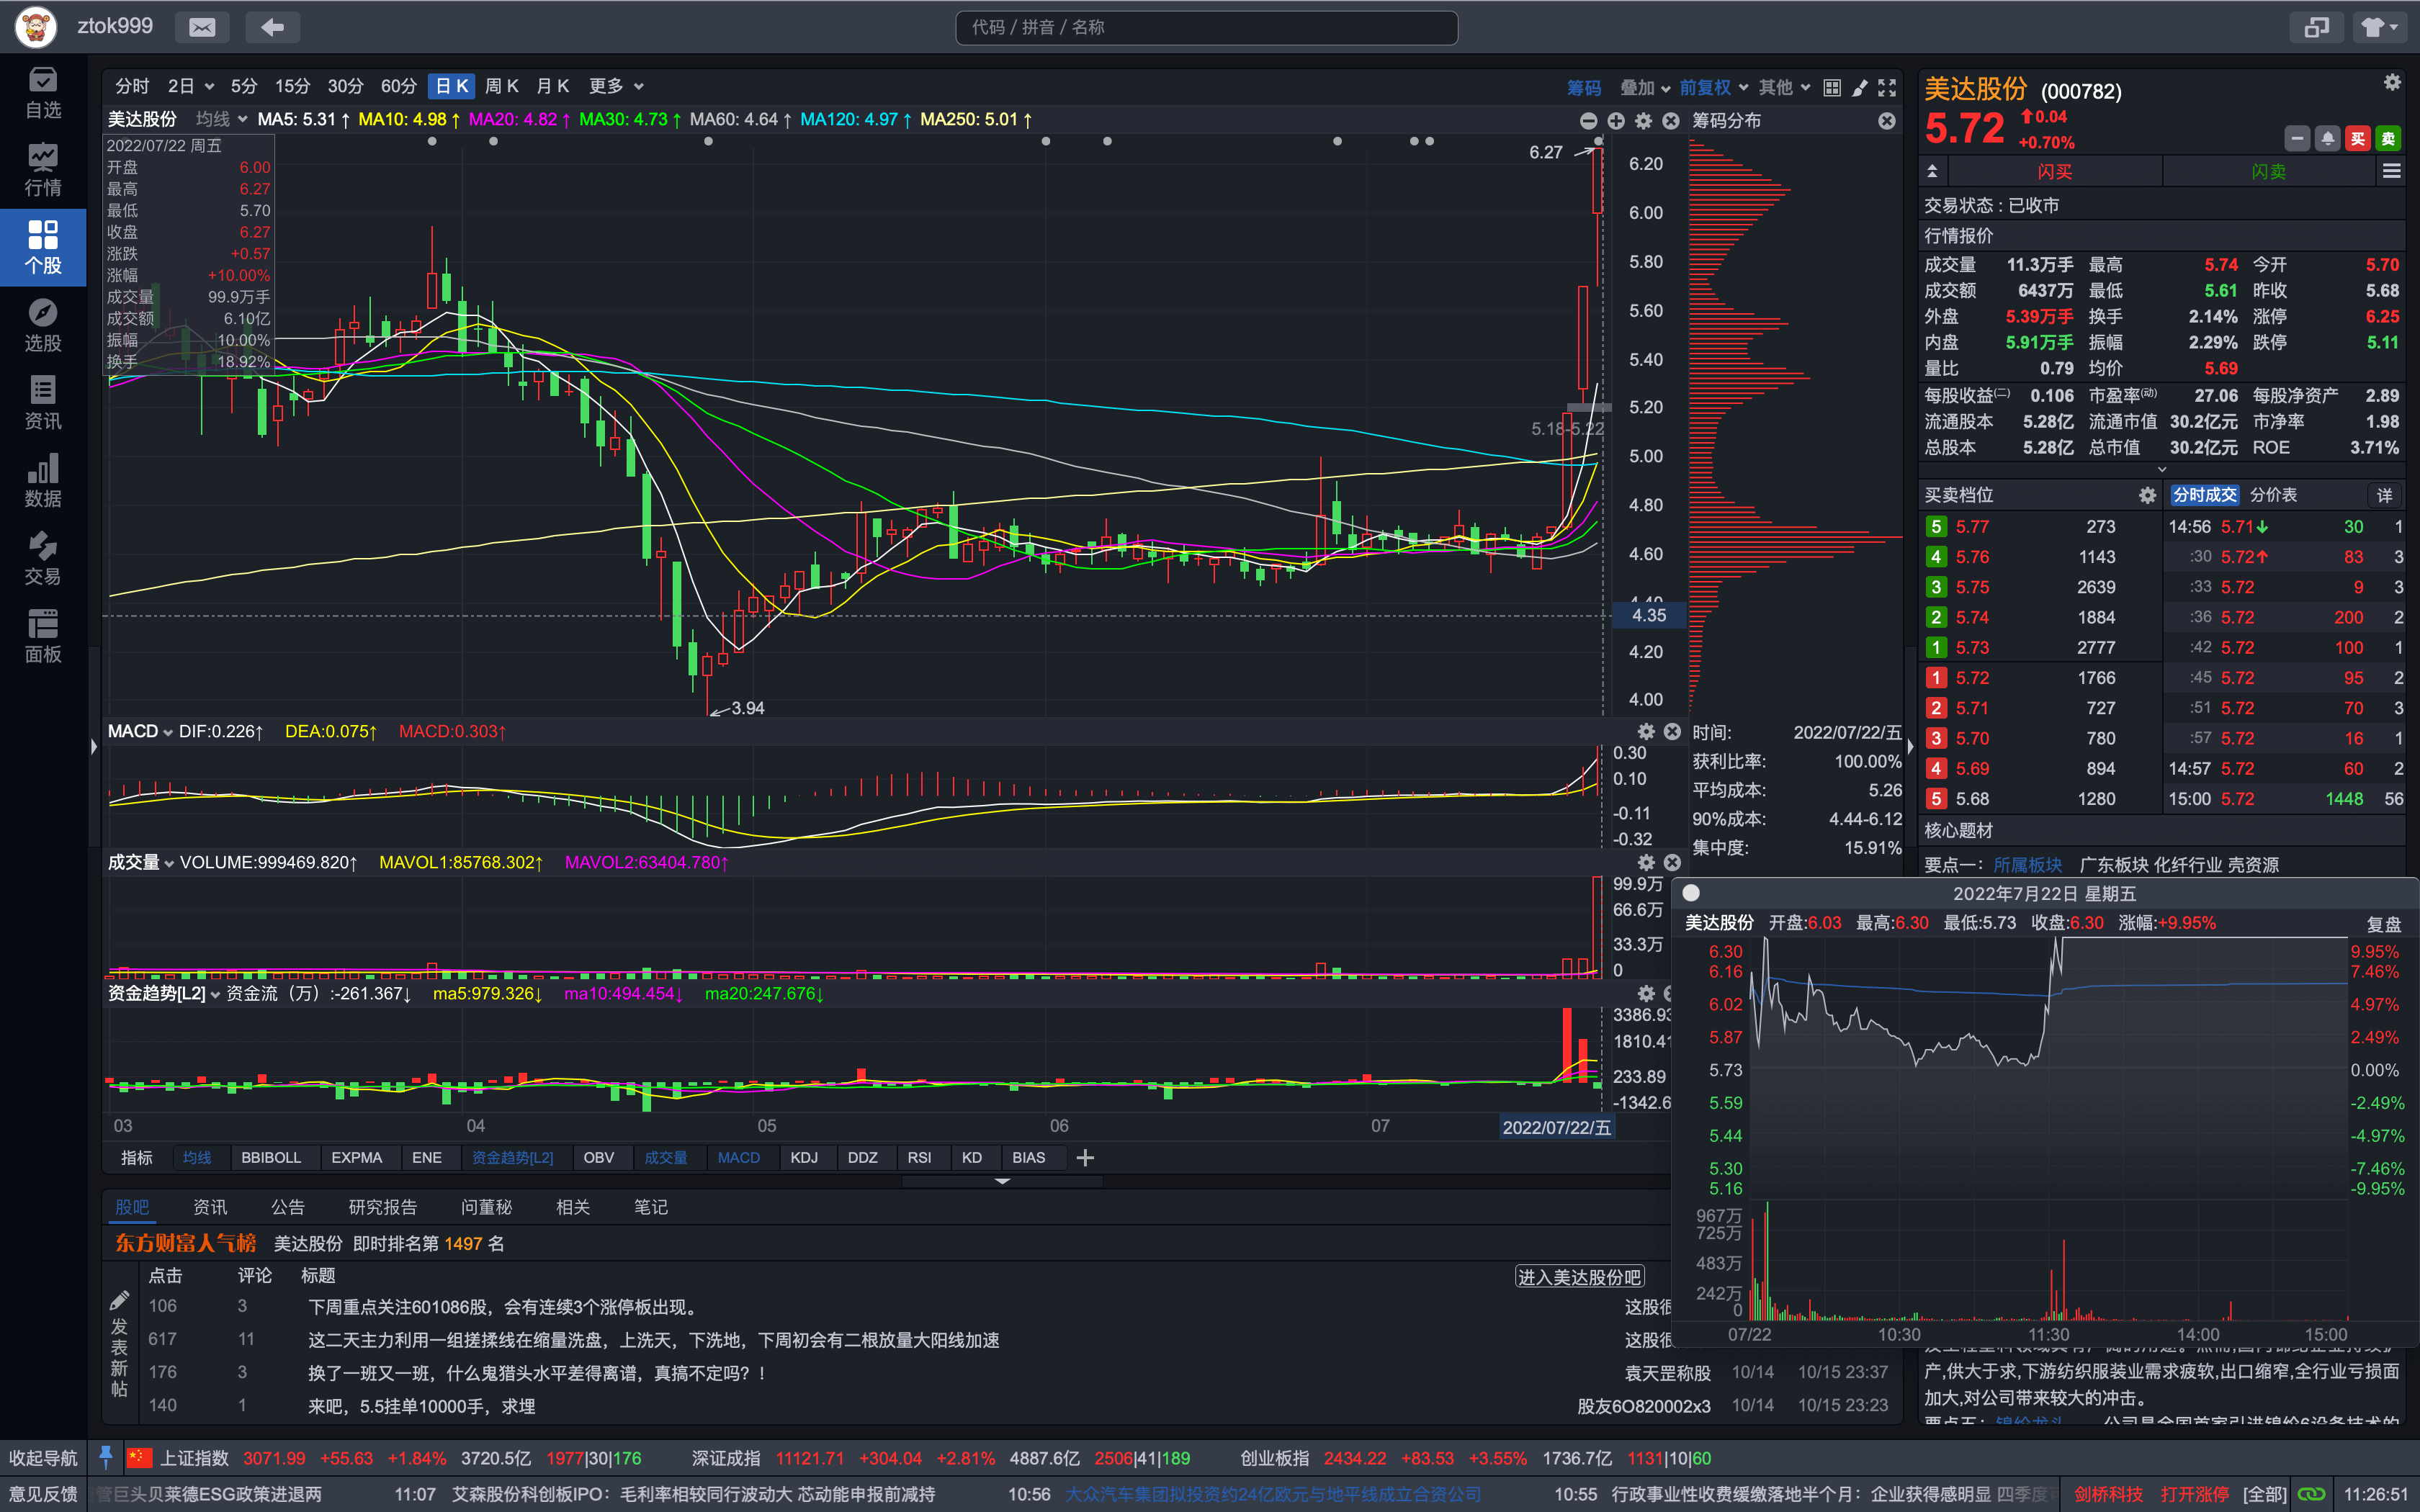 ztok999
代码 / 拼音 / 名称
自选
行情
个股
选股
资讯
数据
交易
面板
分时 2日 5分 15分 30分 60分 日K 周K 月K 更多
筹码 叠加 前复权 其他
美达股份 均线 MA5: 5.31↑ MA10: 4.98↑ MA20: 4.82↑ MA30: 4.73↑ MA60: 4.64↑ MA120: 4.97↑ MA250: 5.01↑
筹码分布
2022/07/22 周五
开盘 6.00
最高 6.27
最低 5.70
收盘 6.27
涨跌 +0.57
涨幅 +10.00%
成交量 99.9万手
成交额 6.10亿
振幅 10.00%
换手 18.92%
6.27
5.18-5.22
3.94
6.20
6.00
5.80
5.60
5.40
5.20
5.00
4.80
4.60
4.35
4.20
4.00
MACD DIF:0.226↑ DEA:0.075↑ MACD:0.303↑
0.30
0.10
-0.11
-0.32
时间: 2022/07/22/五
获利比率: 100.00%
平均成本: 5.26
90%成本: 4.44-6.12
集中度: 15.91%
成交量 VOLUME:999469.820↑ MAVOL1:85768.302↑ MAVOL2:63404.780↑
99.9万
66.6万
33.3万
0
资金趋势[L2] 资金流（万）:-261.367↓ ma5:979.326↓ ma10:494.454↓ ma20:247.676↓
3386.93
1810.41
233.89
-1342.6
03 04 05 06 07 2022/07/22/五
指标 均线 BBIBOLL EXPMA ENE 资金趋势[L2] OBV 成交量 MACD KDJ DDZ RSI KD BIAS
股吧 资讯 公告 研究报告 问董秘 相关 笔记
东方财富人气榜 美达股份 即时排名第 1497 名
点击 评论 标题 进入美达股份吧
发表新帖
106 3 下周重点关注601086股，会有连续3个涨停板出现。 这股很
617 11 这二天主力利用一组搓揉线在缩量洗盘，上洗天，下洗地，下周初会有二根放量大阳线加速 这股很
176 3 换了一班又一班，什么鬼猎头水平差得离谱，真搞不定吗？！ 袁天罡称股 10/14 10/15 23:37
140 1 来吧，5.5挂单10000手，求埋 股友6O820002x3 10/14 10/15 23:23
美达股份 (000782)
5.72 0.04
+0.70%
买 卖
闪买 闪卖
交易状态 : 已收市
行情报价
成交量 11.3万手 最高 5.74 今开 5.70
成交额 6437万 最低 5.61 昨收 5.68
外盘 5.39万手 换手 2.14% 涨停 6.25
内盘 5.91万手 振幅 2.29% 跌停 5.11
量比 0.79 均价 5.69
每股收益(二) 0.106 市盈率(动) 27.06 每股净资产 2.89
流通股本 5.28亿 流通市值 30.2亿元 市净率 1.98
总股本 5.28亿 总市值 30.2亿元 ROE 3.71%
买卖档位 分时成交 分价表 详
5 5.77 273 14:56 5.71↓ 30 1
4 5.76 1143 :30 5.72↑ 83 3
3 5.75 2639 :33 5.72 9 3
2 5.74 1884 :36 5.72 200 2
1 5.73 2777 :42 5.72 100 1
1 5.72 1766 :45 5.72 95 2
2 5.71 727 :51 5.72 70 3
3 5.70 780 :57 5.72 16 1
4 5.69 894 14:57 5.72 60 2
5 5.68 1280 15:00 5.72 1448 56
核心题材
要点一: 所属板块 广东板块 化纤行业 壳资源
2022年7月22日 星期五
美达股份 开盘:6.03 最高:6.30 最低:5.73 收盘:6.30 涨幅:+9.95% 复盘
6.30 9.95%
6.16 7.46%
6.02 4.97%
5.87 2.49%
5.73 0.00%
5.59 -2.49%
5.44 -4.97%
5.30 -7.46%
5.16 -9.95%
967万
725万
483万
242万
0
07/22 10:30 11:30 14:00 15:00
产,供大于求,下游纺织服装业需求疲软,出口缩窄,全行业亏损面
加大,对公司带来较大的冲击。
收起导航 上证指数 3071.99 +55.63 +1.84% 3720.5亿 1977|30|176 深证成指 11121.71 +304.04 +2.81% 4887.6亿 2506|41|189 创业板指 2434.22 +83.53 +3.55% 1736.7亿 1131|10|60
意见反馈 管巨头贝莱德ESG政策进退两 11:07 艾森股份科创板IPO：毛利率相较同行波动大 芯动能申报前减持 10:56 大众汽车集团拟投资约24亿欧元与地平线成立合资公司 10:55 行政事业性收费缓缴落地半个月：企业获得感明显 四季度 剑桥科技 打开涨停 [全部] 11:26:51